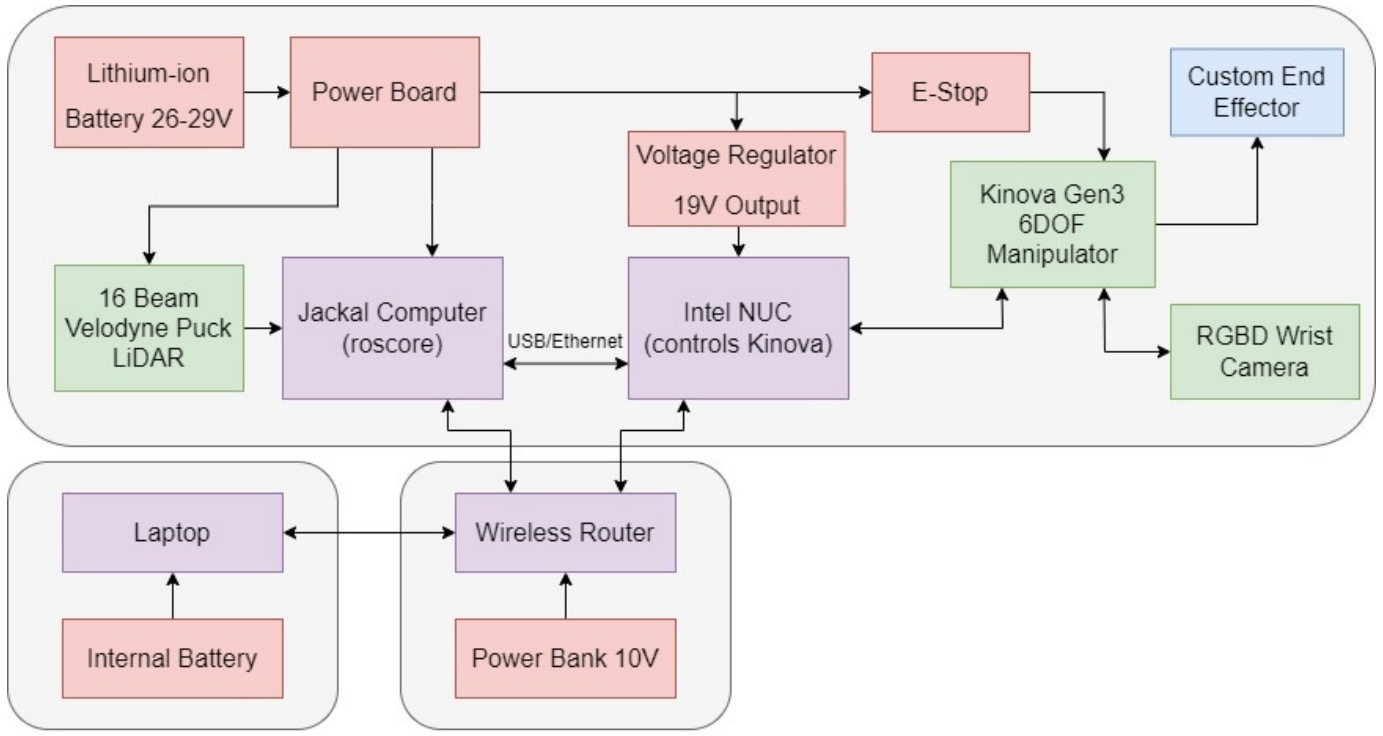 Lithium-ion
Battery 26-29V
Power Board
E-Stop
Custom End
Effector
Voltage Regulator
19V Output
Kinova Gen3
6DOF
Manipulator
16 Beam
Velodyne Puck
LiDAR
Jackal Computer
(roscore)
USB/Ethernet
Intel NUC
(controls Kinova)
RGBD Wrist
Camera
Laptop
Wireless Router
Internal Battery
Power Bank 10V